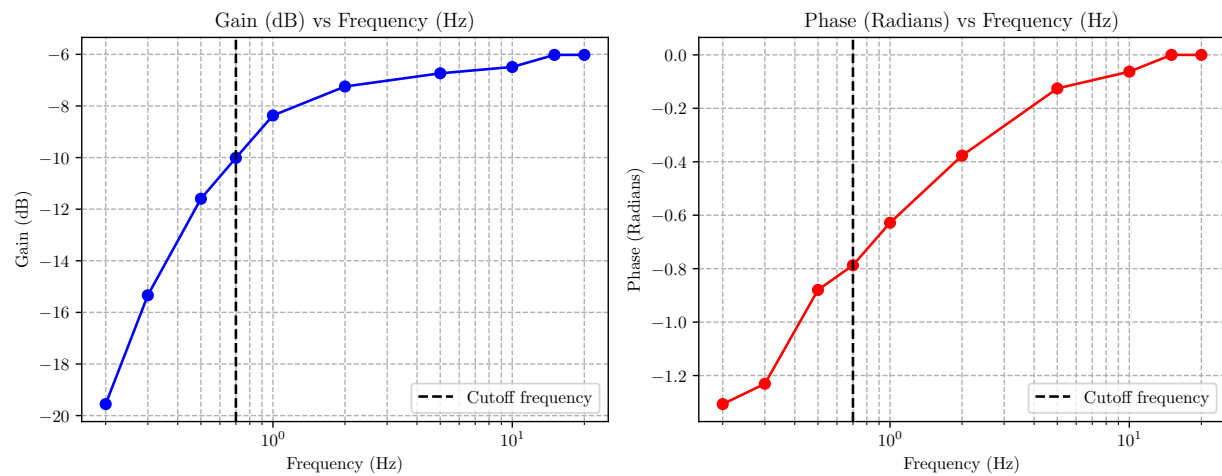 Gain (dB) vs Frequency (Hz)
Gain (dB)
−6
−8
−10
−12
−14
−16
−18
−20
10⁰
10¹
Frequency (Hz)
Cutoff frequency
Phase (Radians) vs Frequency (Hz)
Phase (Radians)
0.0
−0.2
−0.4
−0.6
−0.8
−1.0
−1.2
10⁰
10¹
Frequency (Hz)
Cutoff frequency